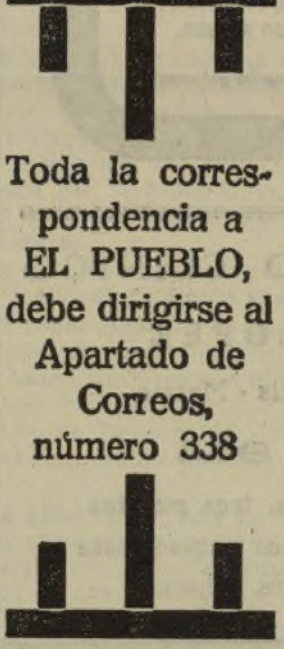 Toda la corres-
pondencia a
EL PUEBLO,
debe dirigirse al
Apartado de
Correos,
número 338